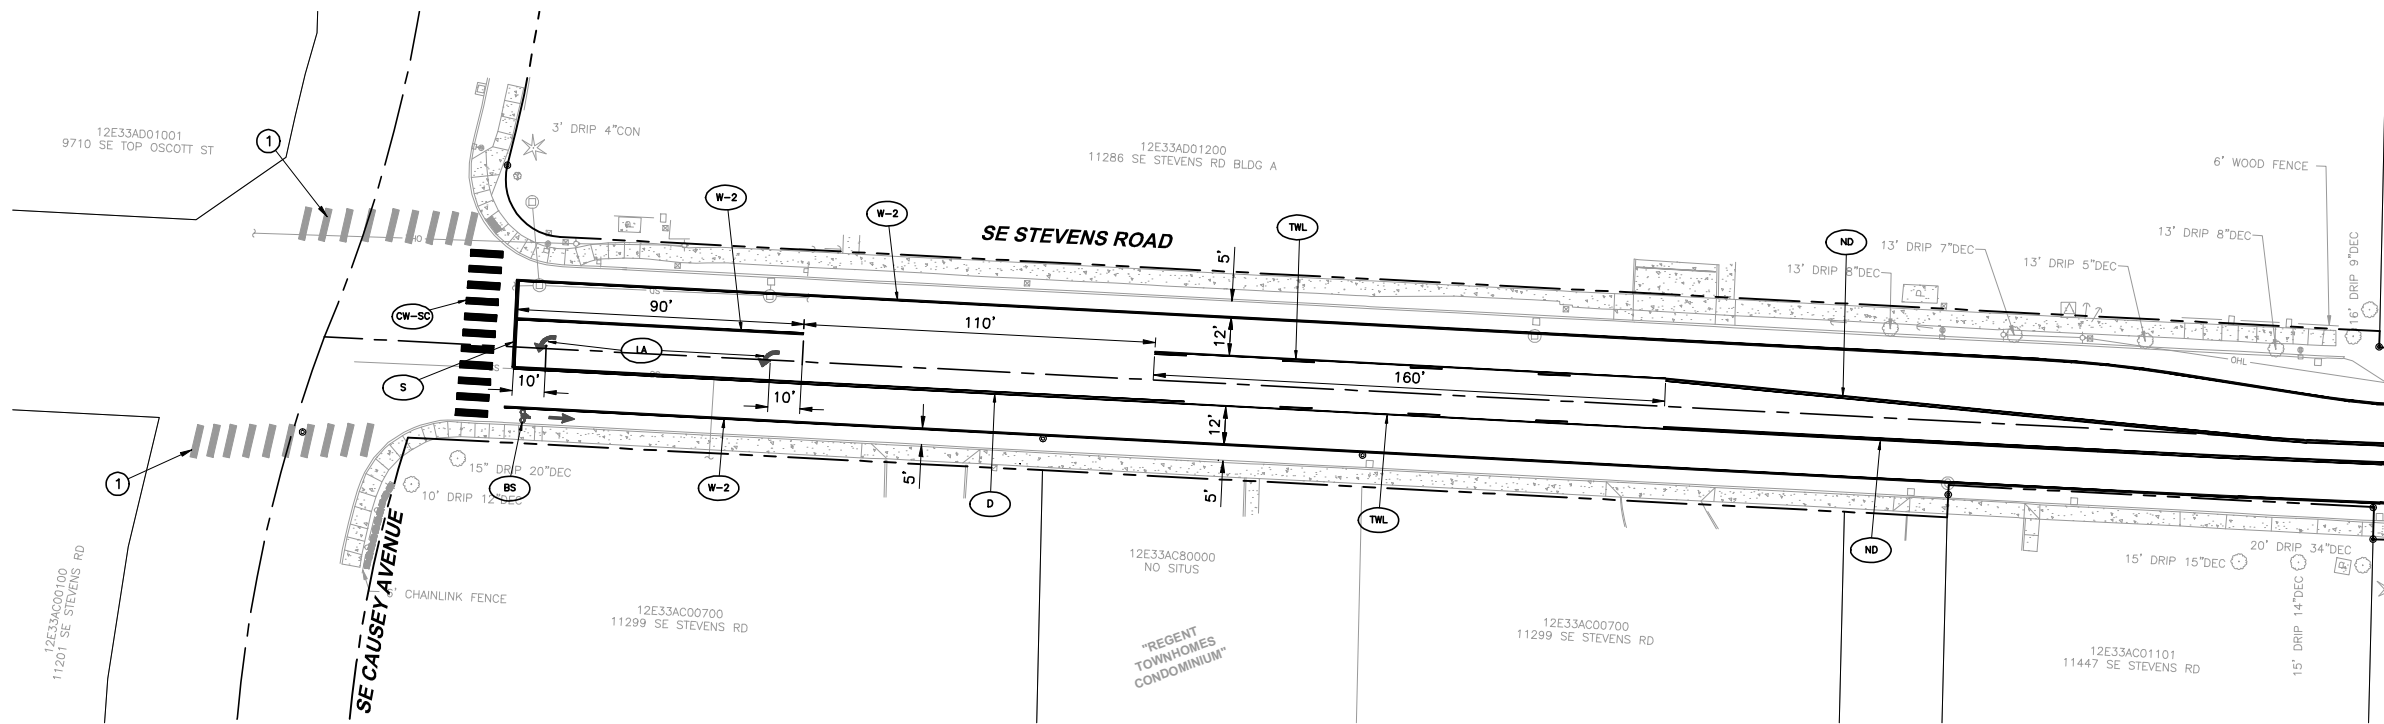 12E33AD01001
9710 SE TOP OSCOTT ST
1
3' DRIP 4"CON
12E33AD01200
11286 SE STEVENS RD BLDG A
6' WOOD FENCE
W-2
W-2
SE STEVENS ROAD
TWL
5'
ND
13' DRIP 8"DEC
13' DRIP 7"DEC
13' DRIP 5"DEC
13' DRIP 8"DEC
16' DRIP 9"DEC
OHL
CW-SC
90'
110'
12'
LA
S
10'
10'
160'
12'
1
BS
W-2
5'
D
5'
TWL
ND
15" DRIP 20"DEC
10' DRIP 12"DEC
CHAINLINK FENCE
SE CAUSEY AVENUE
12E33AC00100
11201 SE STEVENS RD
12E33AC00700
11299 SE STEVENS RD
12E33AC80000
NO SITUS
"REGENT
TOWNHOMES
CONDOMINIUM"
12E33AC00700
11299 SE STEVENS RD
15' DRIP 15"DEC
20' DRIP 34"DEC
15' DRIP 14"DEC
12E33AC01101
11447 SE STEVENS RD